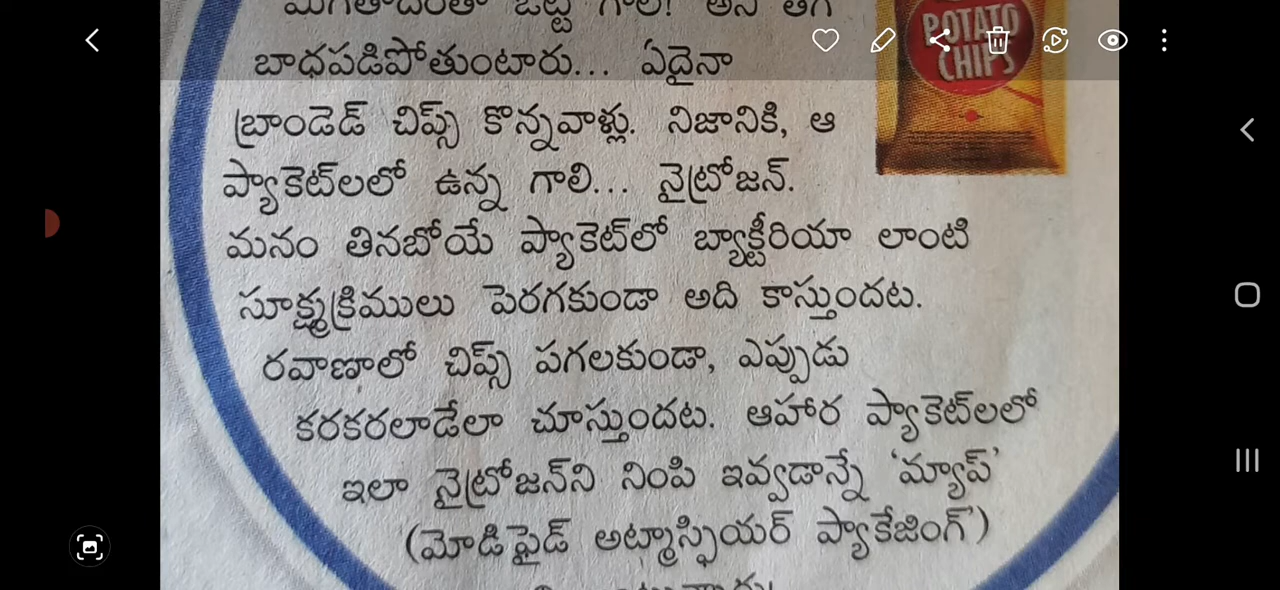 బాధపడిపోతుంటారు... ఏదైనా
POTATO
CHIPS
బ్రాండెడ్ చిప్స్ కొన్నవాళ్లు. నిజానికి, ఆ
ప్యాకెట్‌లలో ఉన్న గాలి... నైట్రోజన్.
మనం తినబోయే ప్యాకెట్‌లో బ్యాక్టీరియా లాంటి
సూక్ష్మక్రిములు పెరగకుండా అది కాస్తుందట.
రవాణాలో చిప్స్ పగలకుండా, ఎప్పుడు
కరకరలాడేలా చూస్తుందట. ఆహార ప్యాకెట్‌లలో
ఇలా నైట్రోజన్‌ని నింపి ఇవ్వడాన్నే ‘మ్యాప్’
(మోడిఫైడ్ అట్మాస్ఫియర్ ప్యాకేజింగ్)